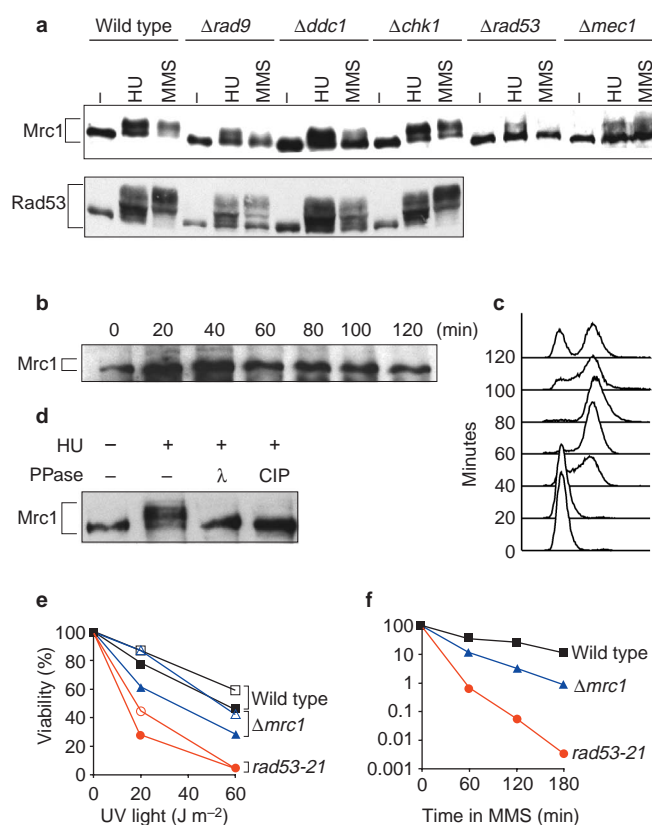 a
Wild type Δrad9 Δddc1 Δchk1 Δrad53 Δmec1
– HU MMS – HU MMS – HU MMS – HU MMS – HU MMS – HU MMS
Mrc1
Rad53
b
0 20 40 60 80 100 120 (min)
Mrc1
c
120
100
80
60
40
20
0
Minutes
d
HU – + + +
PPase – – λ CIP
Mrc1
e
100
80
60
40
20
0
Viability (%)
0 20 40 60
UV light (J m–2)
Wild type
Δmrc1
rad53-21
f
100
10
1
0.1
0.01
0.001
0 60 120 180
Time in MMS (min)
Wild type
Δmrc1
rad53-21